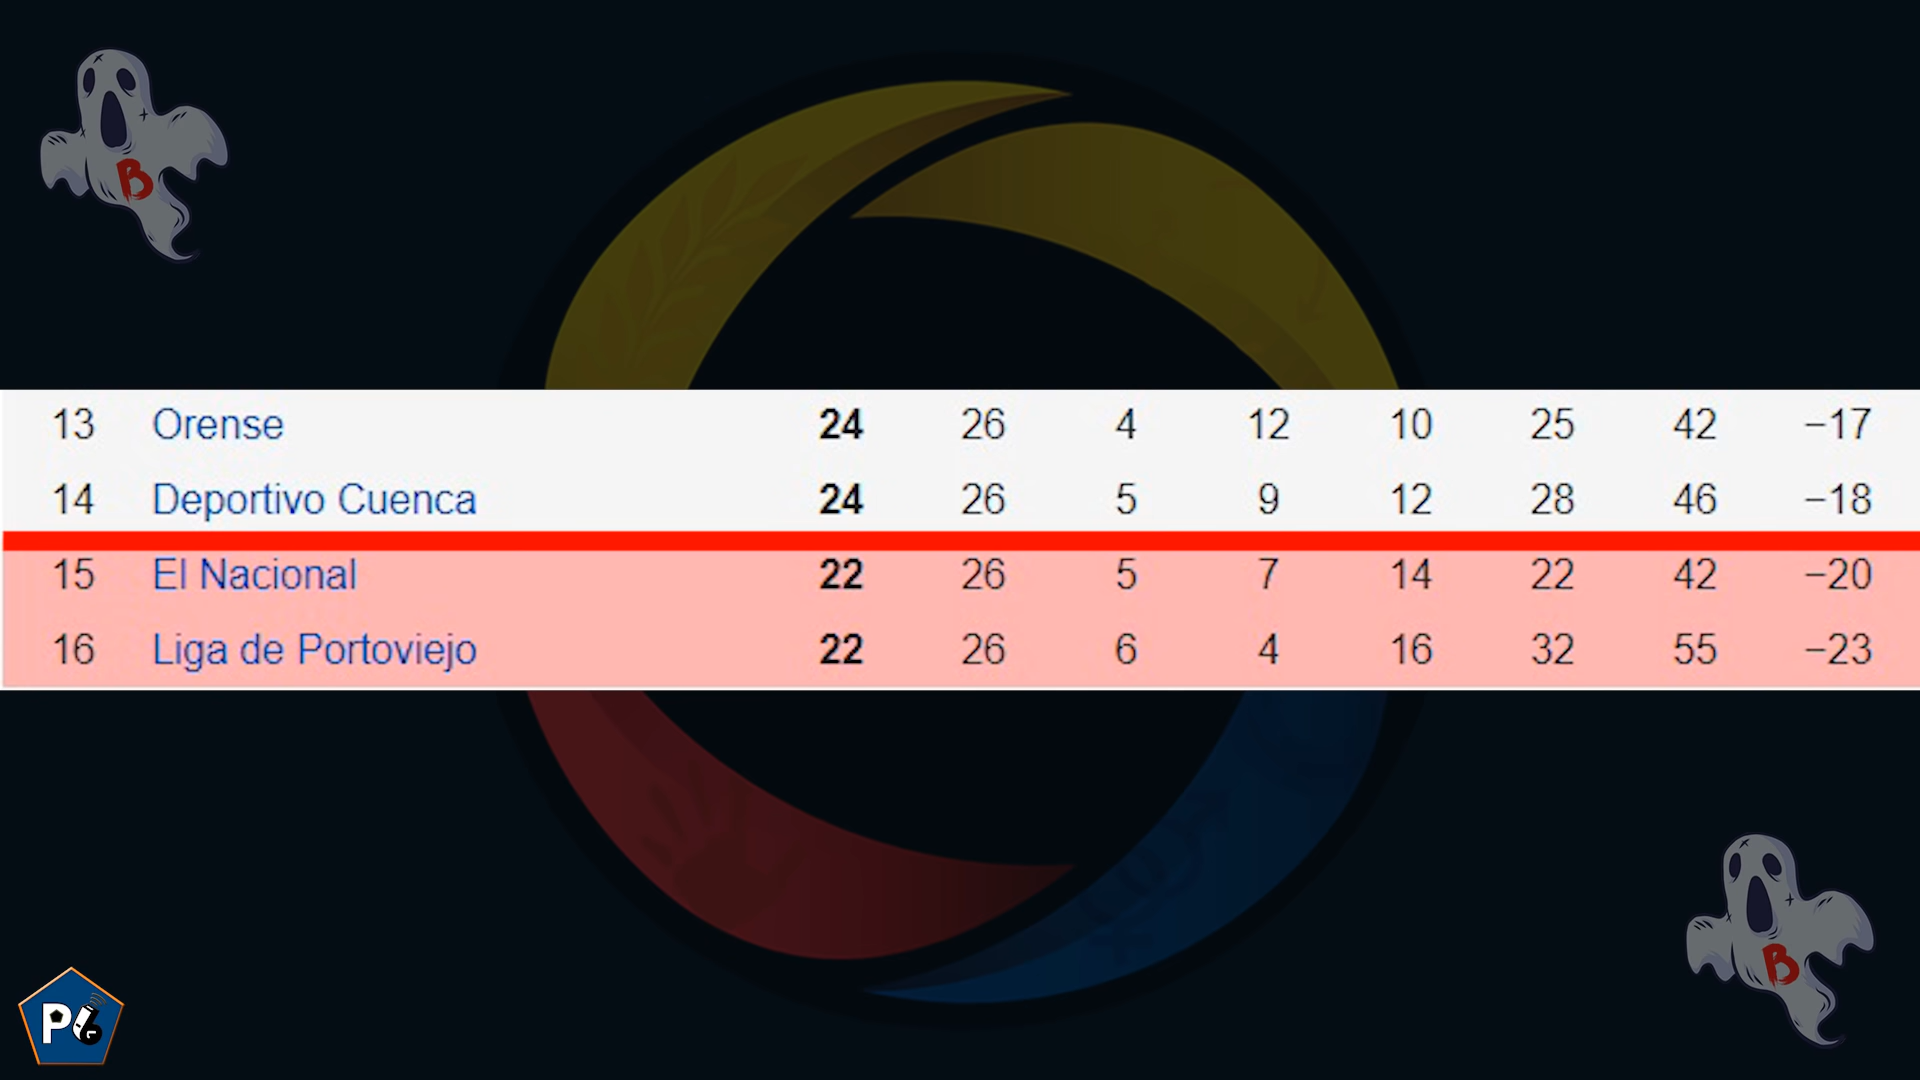 B
13 Orense 24 26 4 12 10 25 42 −17
14 Deportivo Cuenca 24 26 5 9 12 28 46 −18
15 El Nacional 22 26 5 7 14 22 42 −20
16 Liga de Portoviejo 22 26 6 4 16 32 55 −23
B
P6